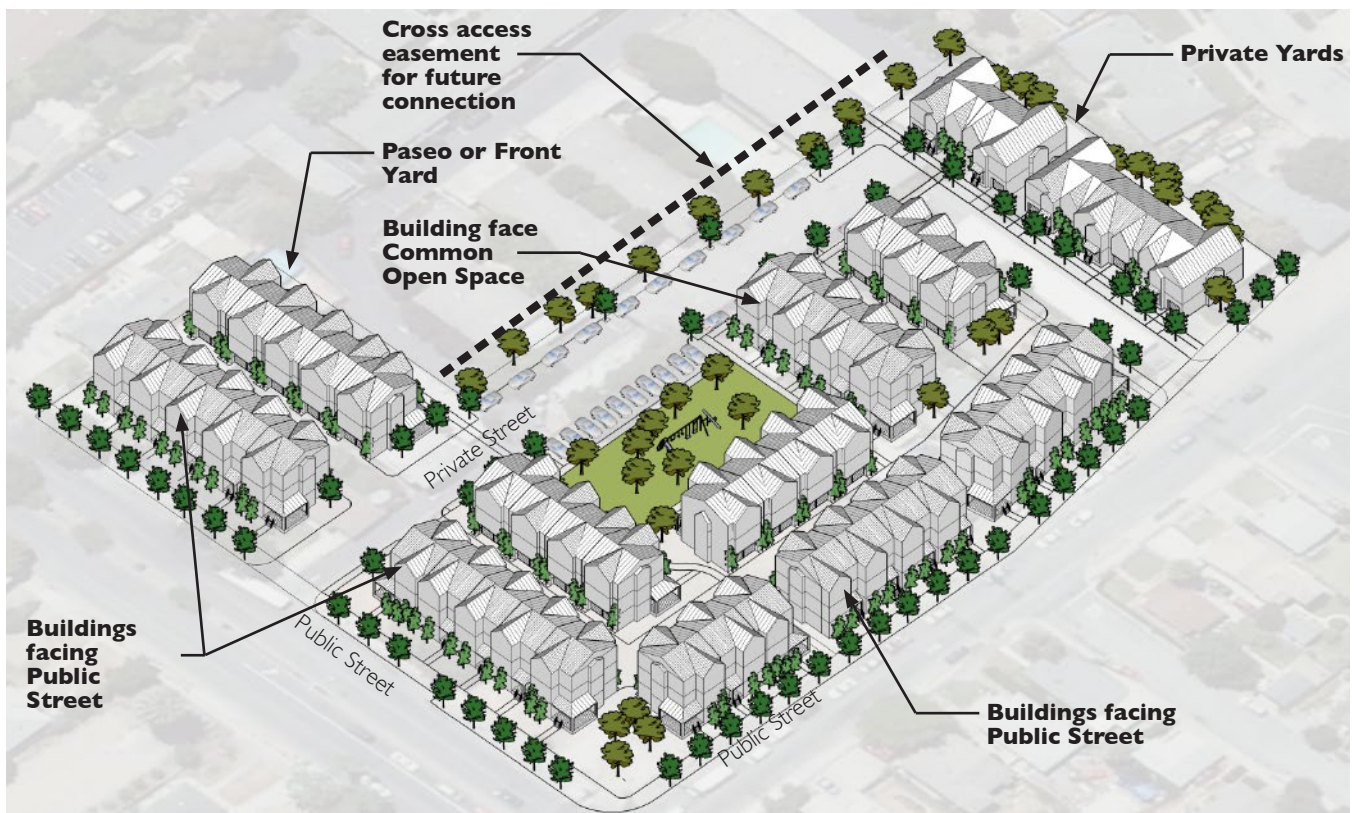 Cross access
easement
for future
connection
Private Yards
Paseo or Front
Yard
Building face
Common
Open Space
Private Street
Buildings
facing
Public
Street
Public Street
Public Street
Buildings facing
Public Street